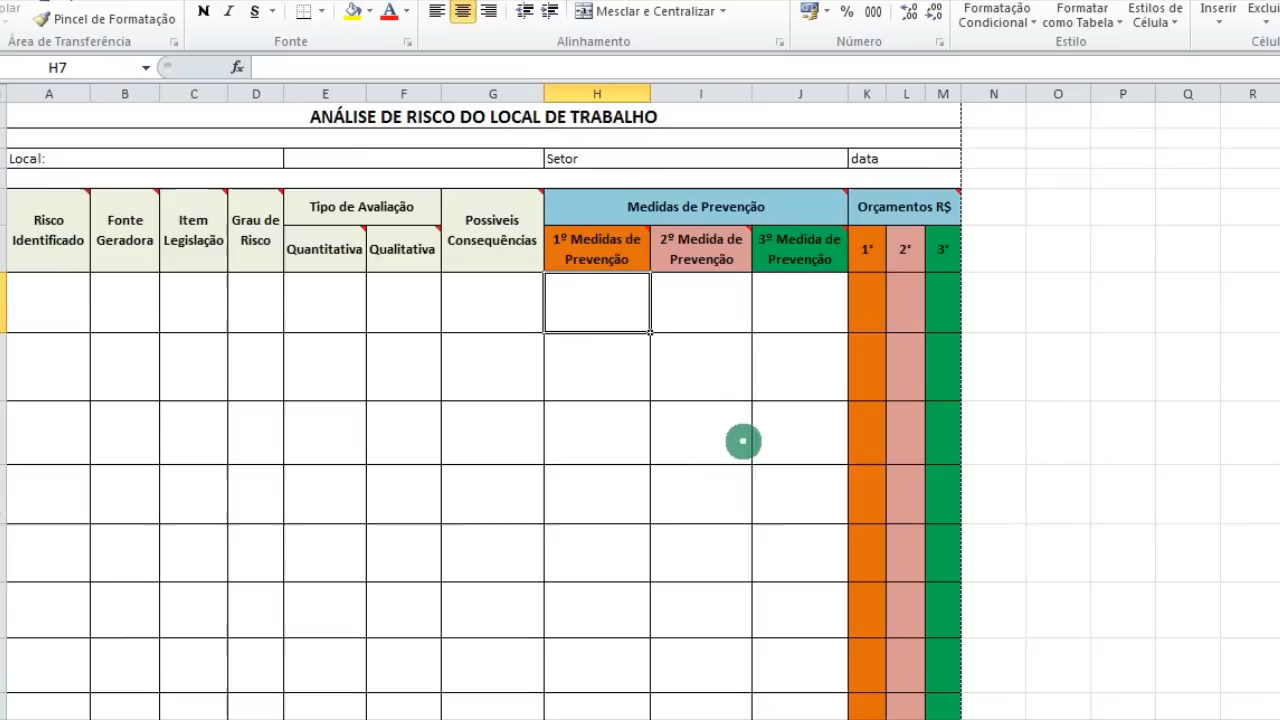 Pincel de Formatação
N I S
A
Mesclar e Centralizar
% 000
Formatação
Condicional
Formatar
como Tabela
Estilos de
Célula
Inserir
Área de Transferência
Fonte
Alinhamento
Número
Estilo
H7
fx
A B C D E F G H I J K L M N O P Q R
ANÁLISE DE RISCO DO LOCAL DE TRABALHO
Local: Setor data
Risco
Identificado
Fonte
Geradora
Item
Legislação
Grau de
Risco
Tipo de Avaliação
Quantitativa Qualitativa
Possiveis
Consequências
Medidas de Prevenção
1º Medidas de
Prevenção
2º Medida de
Prevenção
3º Medida de
Prevenção
Orçamentos R$
1° 2° 3°